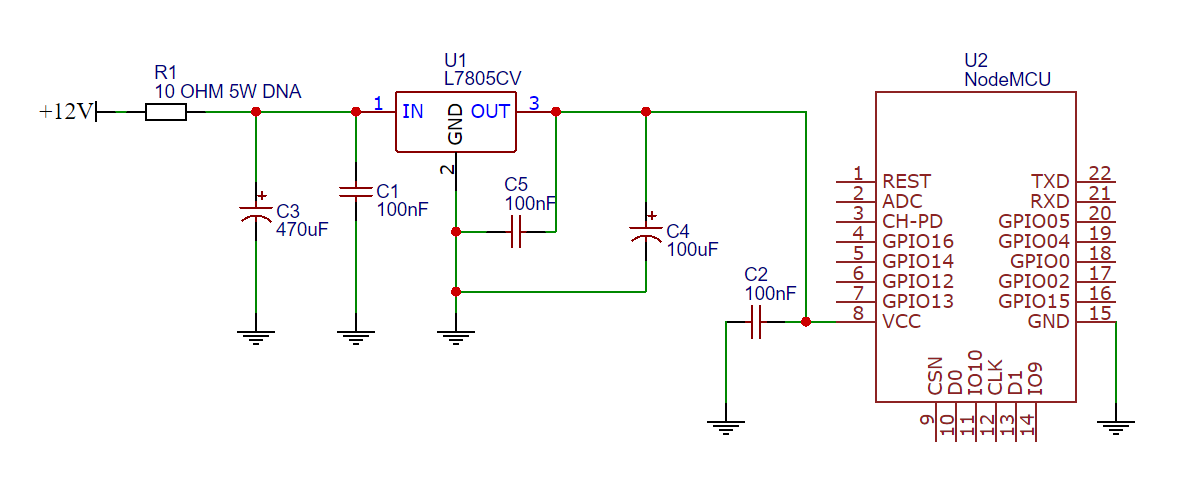 +12V
R1
10 OHM 5W DNA
U1
L7805CV
1
IN
GND
OUT
3
2
+
C3
470uF
C1
100nF
C5
100nF
+
C4
100uF
C2
100nF
U2
NodeMCU
1 REST
2 ADC
3 CH-PD
4 GPIO16
5 GPIO14
6 GPIO12
7 GPIO13
8 VCC
TXD 22
RXD 21
GPIO05 20
GPIO04 19
GPIO0 18
GPIO02 17
GPIO15 16
GND 15
CSN 9
D0 10
IO10 11
CLK 12
D1 13
IO9 14